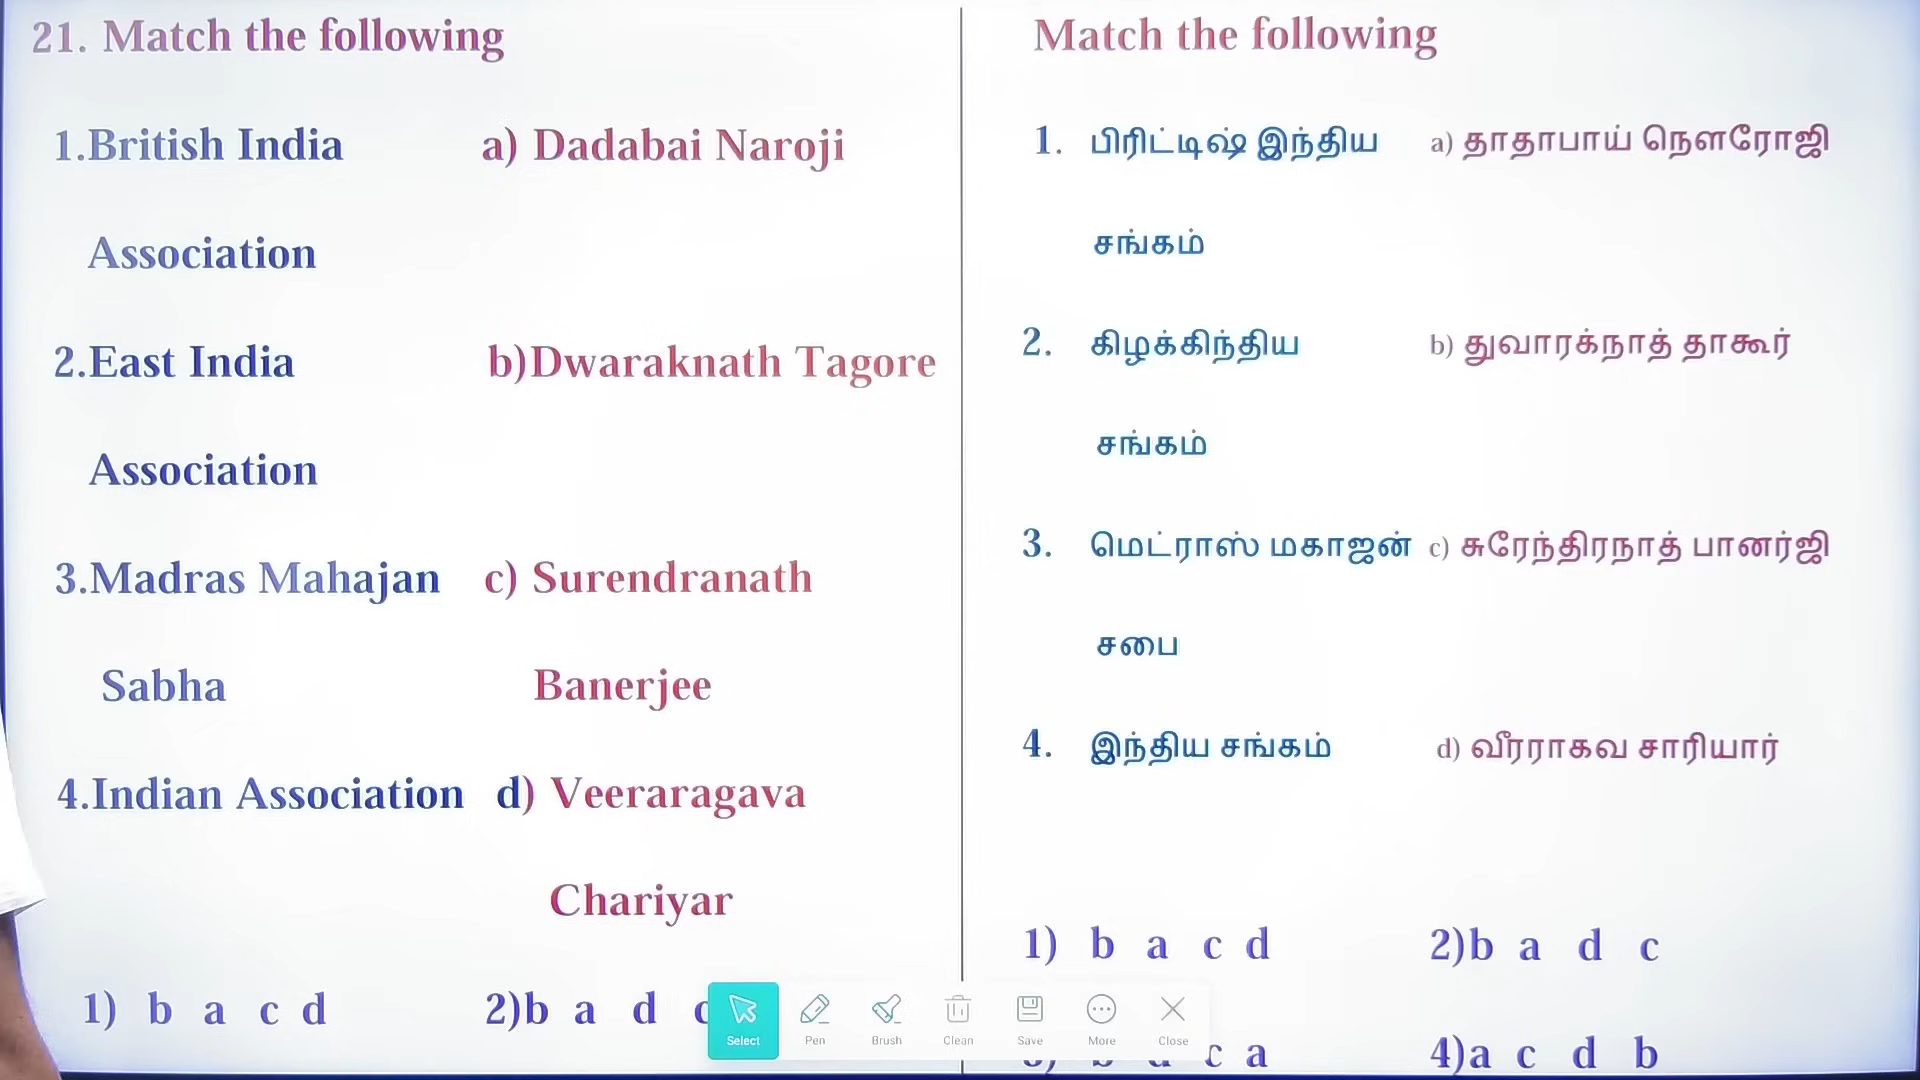 21. Match the following
1.British India a) Dadabai Naroji
Association
2.East India b)Dwaraknath Tagore
Association
3.Madras Mahajan c) Surendranath
Sabha Banerjee
4.Indian Association d) Veeraragava
Chariyar
1) b a c d 2)b a d
Match the following
1. பிரிட்டிஷ் இந்திய a) தாதாபாய் நௌரோஜி
சங்கம்
2. கிழக்கிந்திய b) துவாரக்நாத் தாகூர்
சங்கம்
3. மெட்ராஸ் மகாஜன் c) சுரேந்திரநாத் பானர்ஜி
சபை
4. இந்திய சங்கம் d) வீரராகவ சாரியார்
1) b a c d 2)b a d c
c a 4)a c d b
Select Pen Brush Clean Save More Close